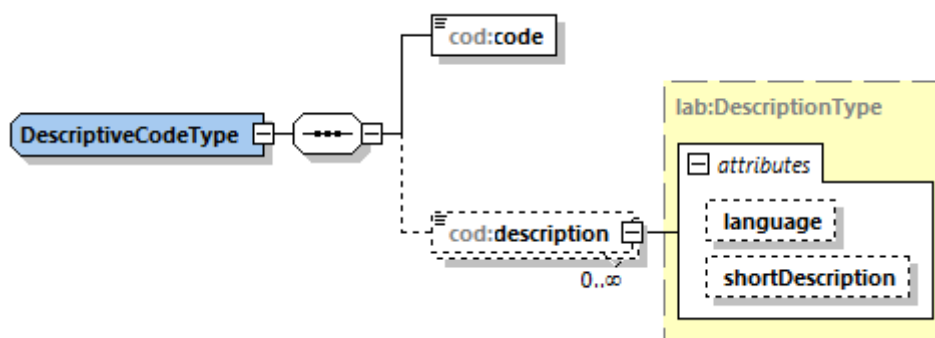 cod:code
lab:DescriptionType
DescriptiveCodeType
attributes
language
cod:description
0..∞
shortDescription